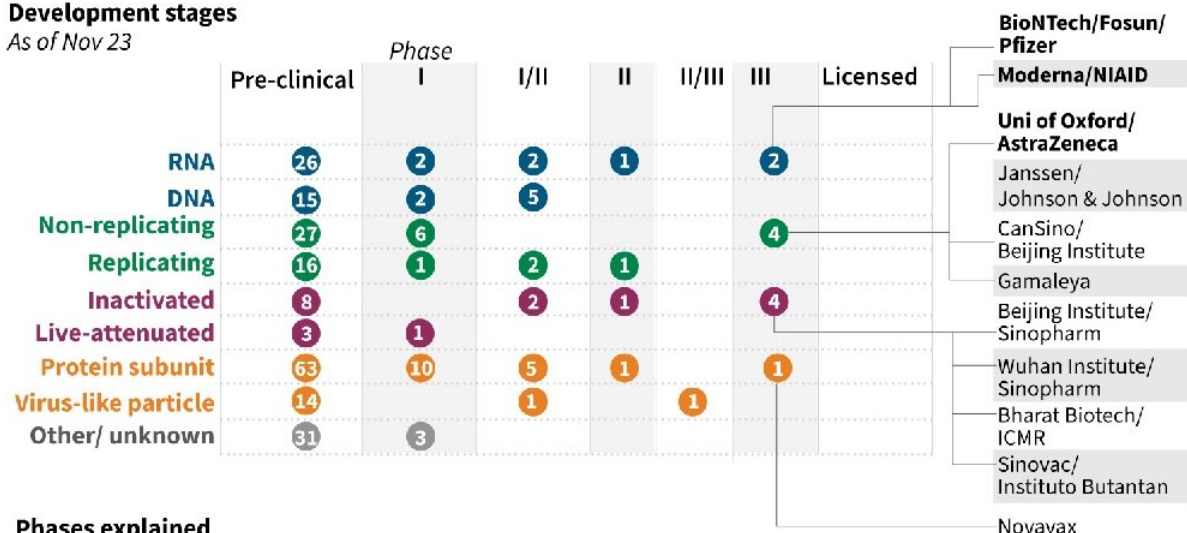 Development stages
As of Nov 23
Phase
Pre-clinical I I/II II II/III III Licensed
RNA 26 2 2 1 2
DNA 15 2 5
Non-replicating 27 6 4
Replicating 16 1 2 1
Inactivated 8 2 1 4
Live-attenuated 3 1
Protein subunit 63 10 5 1 1
Virus-like particle 14 1 1
Other/ unknown 31 3
BioNTech/Fosun/
Pfizer
Moderna/NIAID
Uni of Oxford/
AstraZeneca
Janssen/
Johnson & Johnson
CanSino/
Beijing Institute
Gamaleya
Beijing Institute/
Sinopharm
Wuhan Institute/
Sinopharm
Bharat Biotech/
ICMR
Sinovac/
Instituto Butantan
Novavax
Phases explained